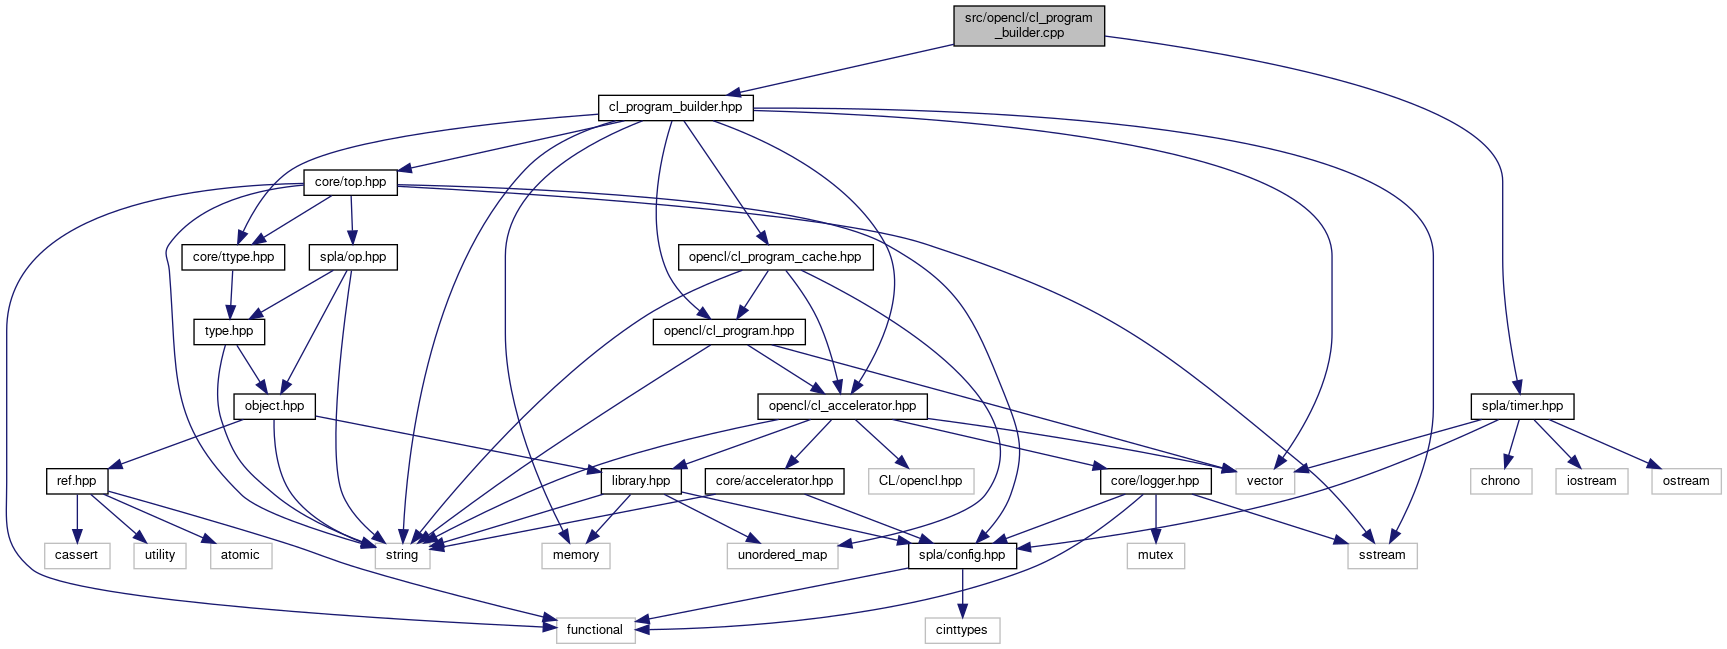 src/opencl/cl_program
_builder.cpp
cl_program_builder.hpp
core/top.hpp
core/ttype.hpp
spla/op.hpp
opencl/cl_program_cache.hpp
type.hpp
opencl/cl_program.hpp
object.hpp
opencl/cl_accelerator.hpp
spla/timer.hpp
ref.hpp
library.hpp
core/accelerator.hpp
CL/opencl.hpp
core/logger.hpp
vector
chrono
iostream
ostream
cassert
utility
atomic
string
memory
unordered_map
spla/config.hpp
mutex
sstream
functional
cinttypes